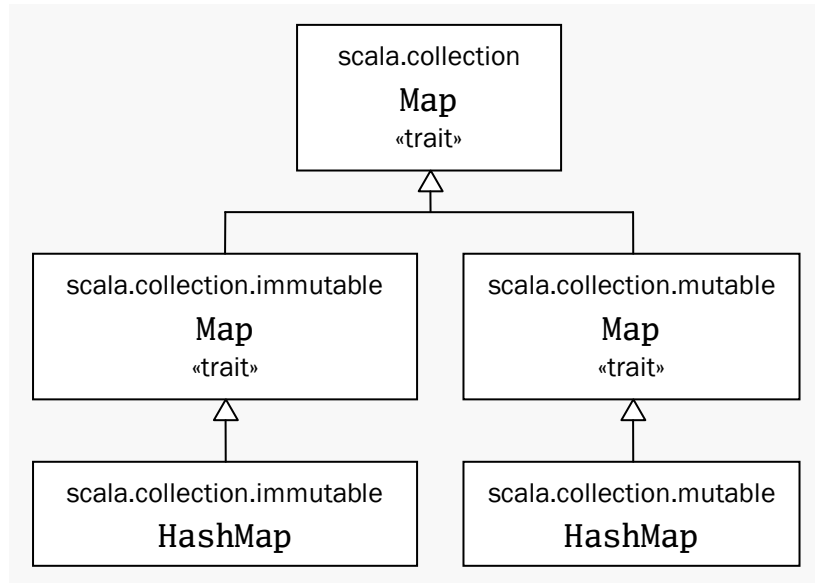 scala.collection
Map
«trait»
scala.collection.immutable
Map
«trait»
scala.collection.mutable
Map
«trait»
scala.collection.immutable
HashMap
scala.collection.mutable
HashMap